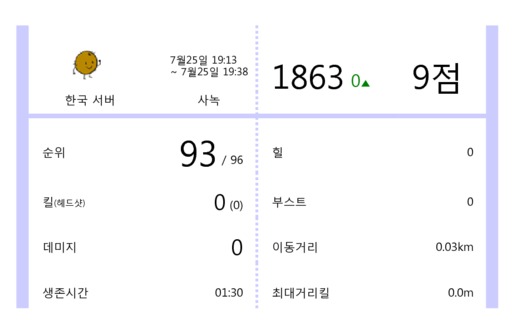 7월25일 19:13
~ 7월25일 19:38
한국 서버
사녹
1863 0▲
9점
순위
93 / 96
킬(헤드샷)
0 (0)
데미지
0
생존시간
01:30
힐
0
부스트
0
이동거리
0.03km
최대거리킬
0.0m